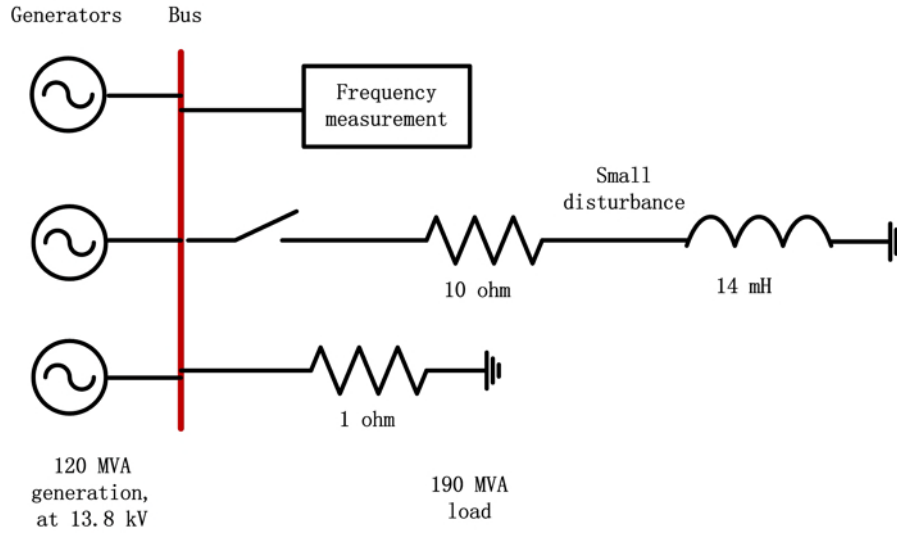 Generators
Bus
Frequency
measurement
Small
disturbance
10 ohm
14 mH
1 ohm
120 MVA
generation,
at 13.8 kV
190 MVA
load